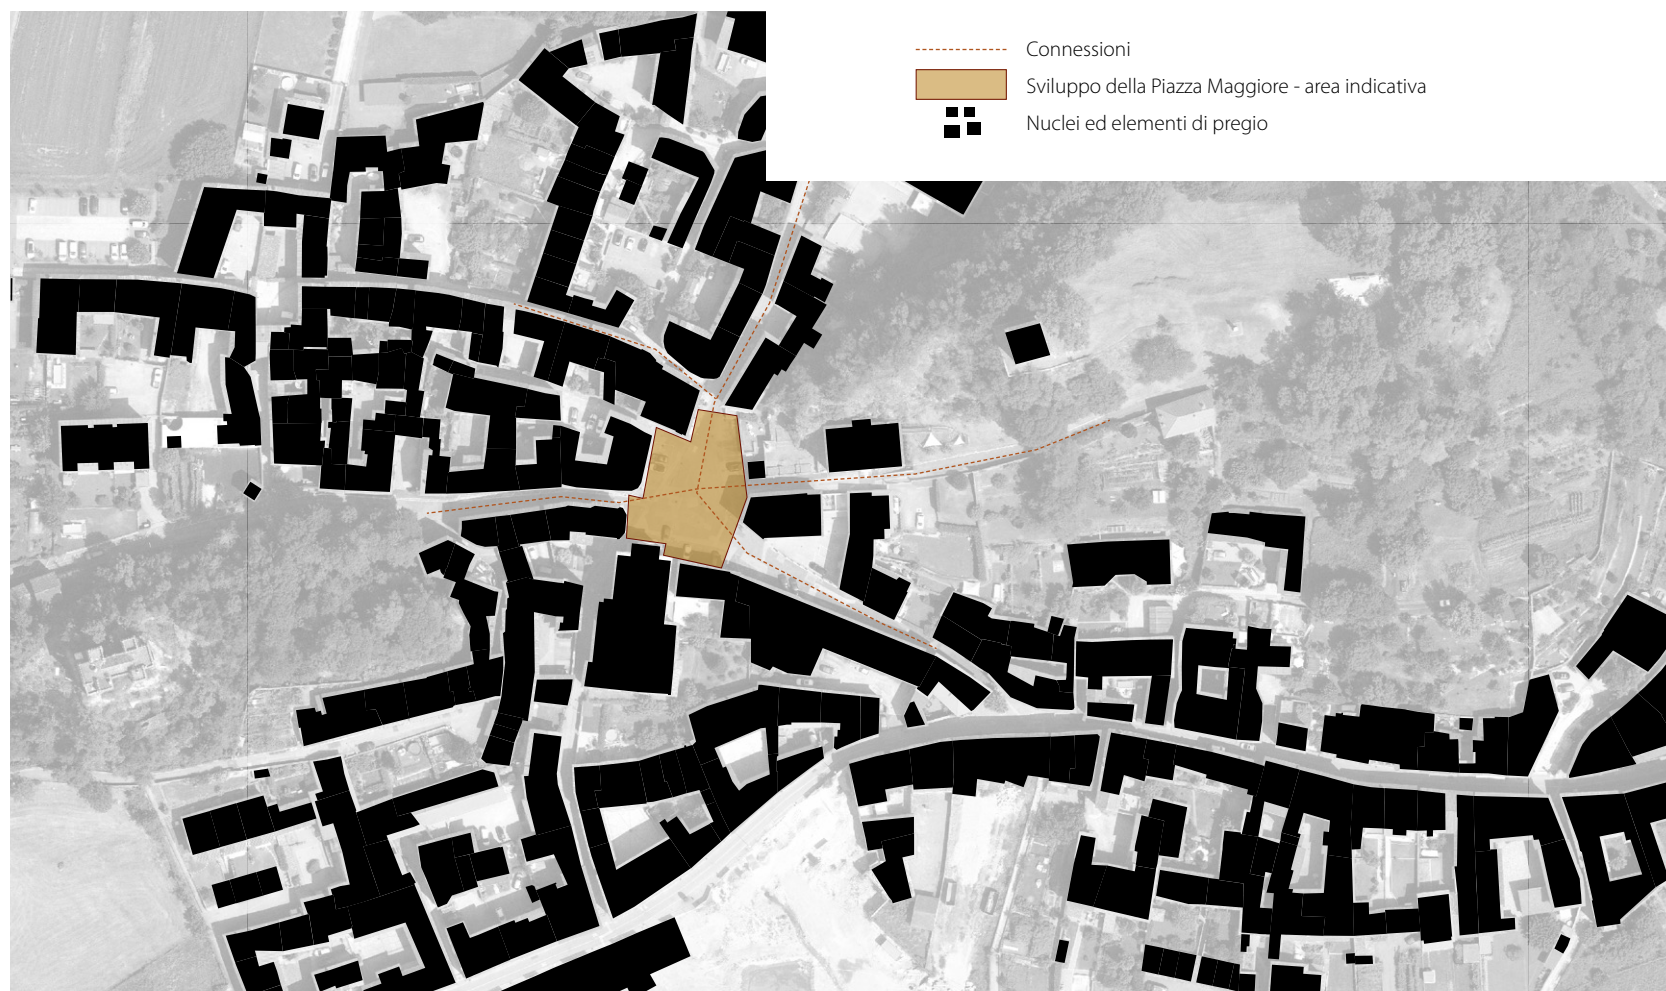 Connessioni
Sviluppo della Piazza Maggiore - area indicativa
Nuclei ed elementi di pregio